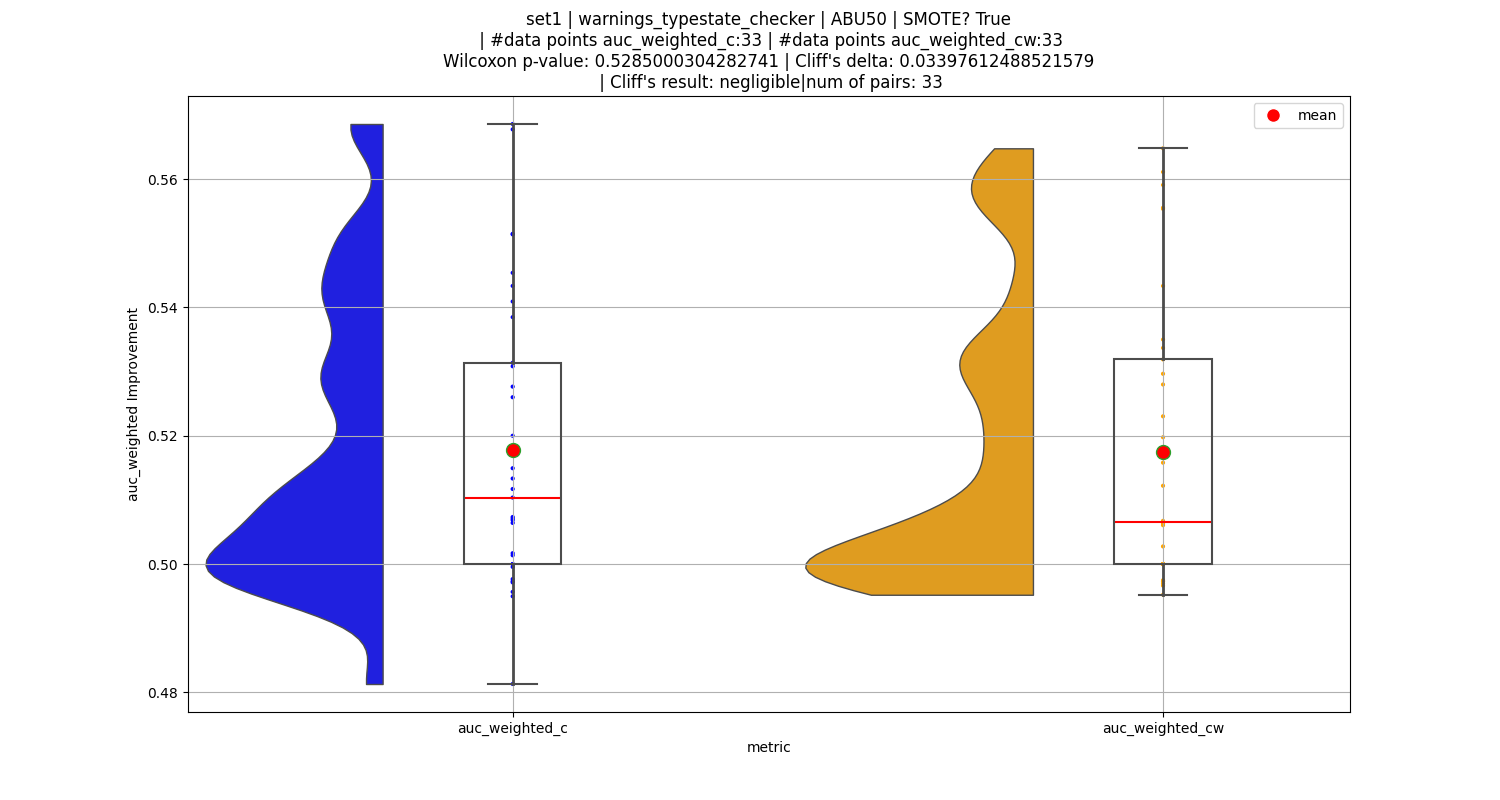 set1 | warnings_typestate_checker | ABU50 | SMOTE? True
| #data points auc_weighted_c:33 | #data points auc_weighted_cw:33
Wilcoxon p-value: 0.5285000304282741 | Cliff's delta: 0.03397612488521579
| Cliff's result: negligible|num of pairs: 33
mean
0.56
0.54
0.52
0.50
0.48
auc_weighted Improvement
auc_weighted_c
auc_weighted_cw
metric